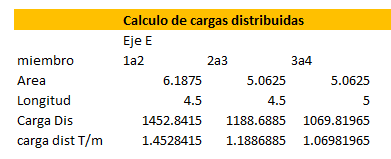 Calculo de cargas distribuidas
Eje E
miembro 1a2 2a3 3a4
Area 6.1875 5.0625 5.0625
Longitud 4.5 4.5 5
Carga Dis 1452.8415 1188.6885 1069.81965
carga dist T/m 1.4528415 1.1886885 1.06981965